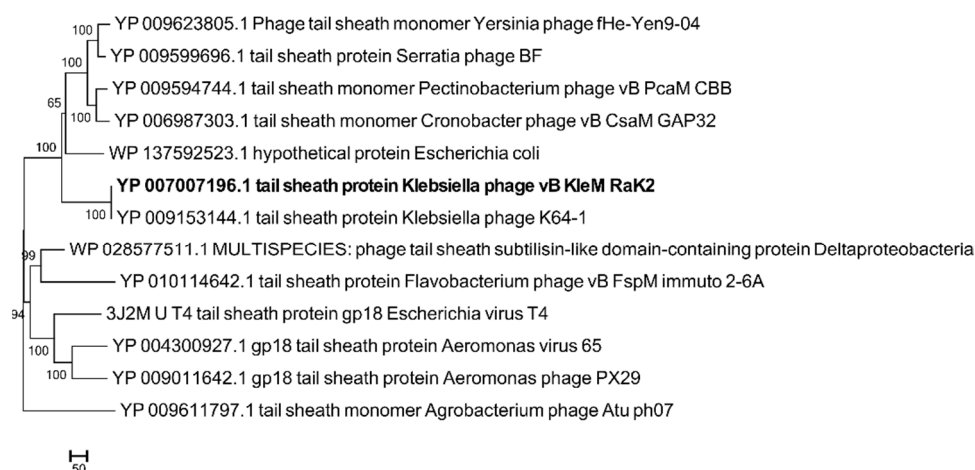 100
YP 009623805.1 Phage tail sheath monomer Yersinia phage fHe-Yen9-04
100
YP 009599696.1 tail sheath protein Serratia phage BF
YP 009594744.1 tail sheath monomer Pectinobacterium phage vB PcaM CBB
65
100
YP 006987303.1 tail sheath monomer Cronobacter phage vB CsaM GAP32
100
WP 137592523.1 hypothetical protein Escherichia coli
YP 007007196.1 tail sheath protein Klebsiella phage vB KleM RaK2
100
YP 009153144.1 tail sheath protein Klebsiella phage K64-1
99
WP 028577511.1 MULTISPECIES: phage tail sheath subtilisin-like domain-containing protein Deltaproteobacteria
YP 010114642.1 tail sheath protein Flavobacterium phage vB FspM immuto 2-6A
94
3J2M U T4 tail sheath protein gp18 Escherichia virus T4
100
YP 004300927.1 gp18 tail sheath protein Aeromonas virus 65
100
YP 009011642.1 gp18 tail sheath protein Aeromonas phage PX29
YP 009611797.1 tail sheath monomer Agrobacterium phage Atu ph07
50